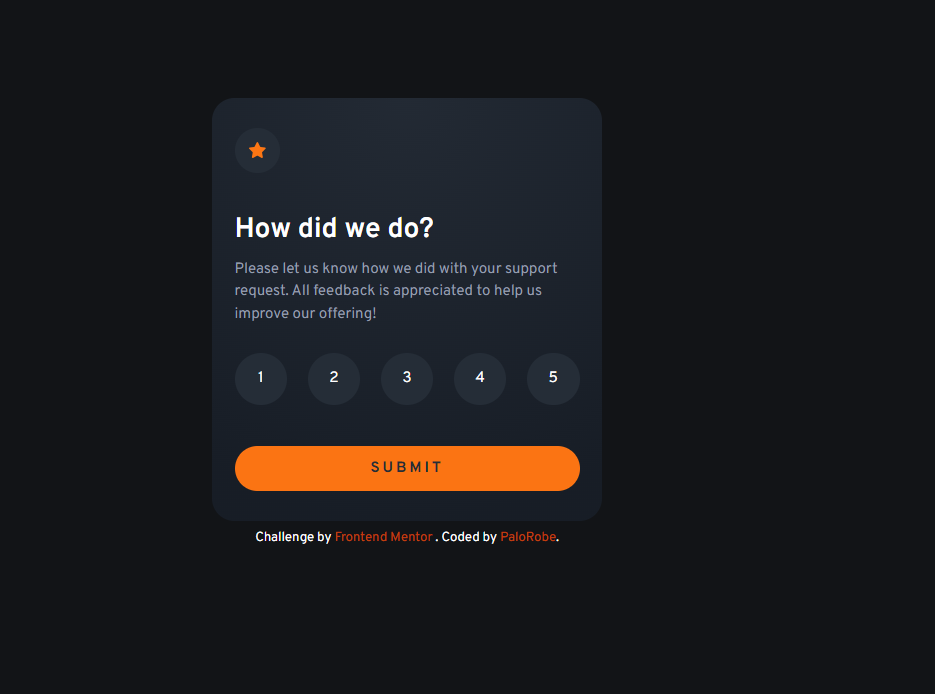 How did we do?
Please let us know how we did with your support
request. All feedback is appreciated to help us
improve our offering!
1 2 3 4 5
SUBMIT
Challenge by Frontend Mentor . Coded by PaloRobe.